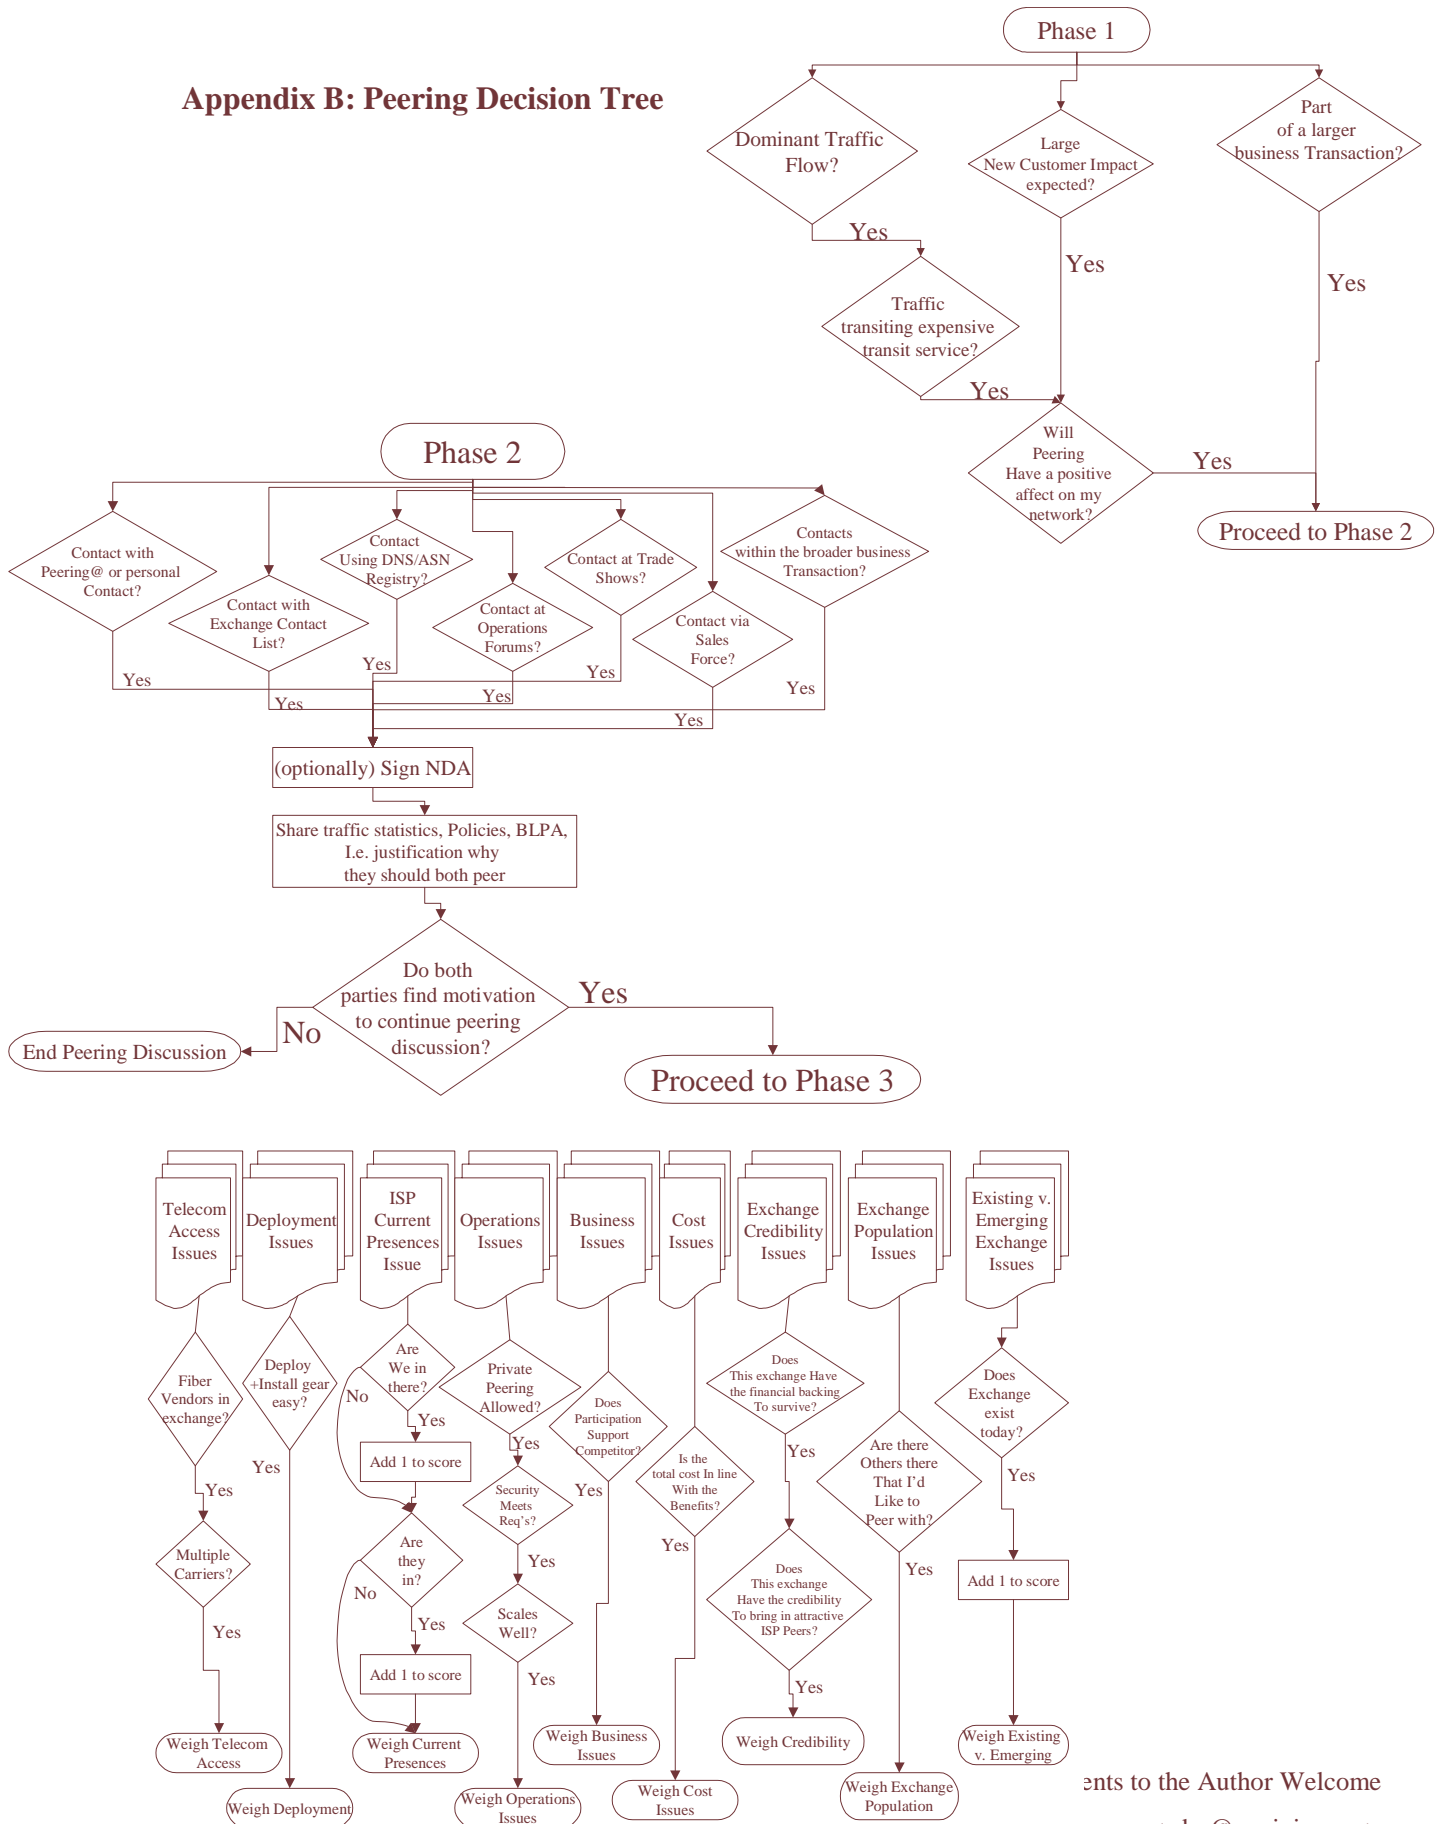 Appendix B: Peering Decision Tree
Phase 1
Dominant Traffic
Flow?
Large
New Customer Impact
expected?
Part
of a larger
business Transaction?
Yes
Yes
Yes
Traffic
transiting expensive
transit service?
Yes
Will
Peering
Have a positive
affect on my
network?
Yes
Proceed to Phase 2
Phase 2
Contact with
Peering@ or personal
Contact?
Contact with
Exchange Contact
List?
Contact
Using DNS/ASN
Registry?
Contact at
Operations
Forums?
Contact at Trade
Shows?
Contact via
Sales
Force?
Contacts
within the broader business
Transaction?
Yes
Yes
Yes
Yes
Yes
Yes
Yes
(optionally) Sign NDA
Share traffic statistics, Policies, BLPA,
I.e. justification why
they should both peer
Do both
parties find motivation
to continue peering
discussion?
No
Yes
End Peering Discussion
Proceed to Phase 3
Telecom
Access
Issues
Fiber
Vendors in
exchange?
Yes
Multiple
Carriers?
Yes
Weigh Telecom
Access
Deployment
Issues
Deploy
+Install gear
easy?
Yes
Weigh Deployment
ISP
Current
Presences
Issue
Are
We in
there?
No
Yes
Add 1 to score
Are
they
in?
No
Yes
Add 1 to score
Weigh Current
Presences
Operations
Issues
Private
Peering
Allowed?
Yes
Security
Meets
Req's?
Yes
Scales
Well?
Yes
Weigh Operations
Issues
Business
Issues
Does
Participation
Support
Competitor?
Yes
Weigh Business
Issues
Cost
Issues
Is the
total cost In line
With the
Benefits?
Yes
Weigh Cost
Issues
Exchange
Credibility
Issues
Does
This exchange Have
the financial backing
To survive?
Yes
Does
This exchange
Have the credibility
To bring in attractive
ISP Peers?
Yes
Weigh Credibility
Exchange
Population
Issues
Are there
Others there
That I'd
Like to
Peer with?
Yes
Weigh Exchange
Population
Existing v.
Emerging
Exchange
Issues
Does
Exchange
exist
today?
Yes
Add 1 to score
Weigh Existing
v. Emerging
ents to the Author Welcome